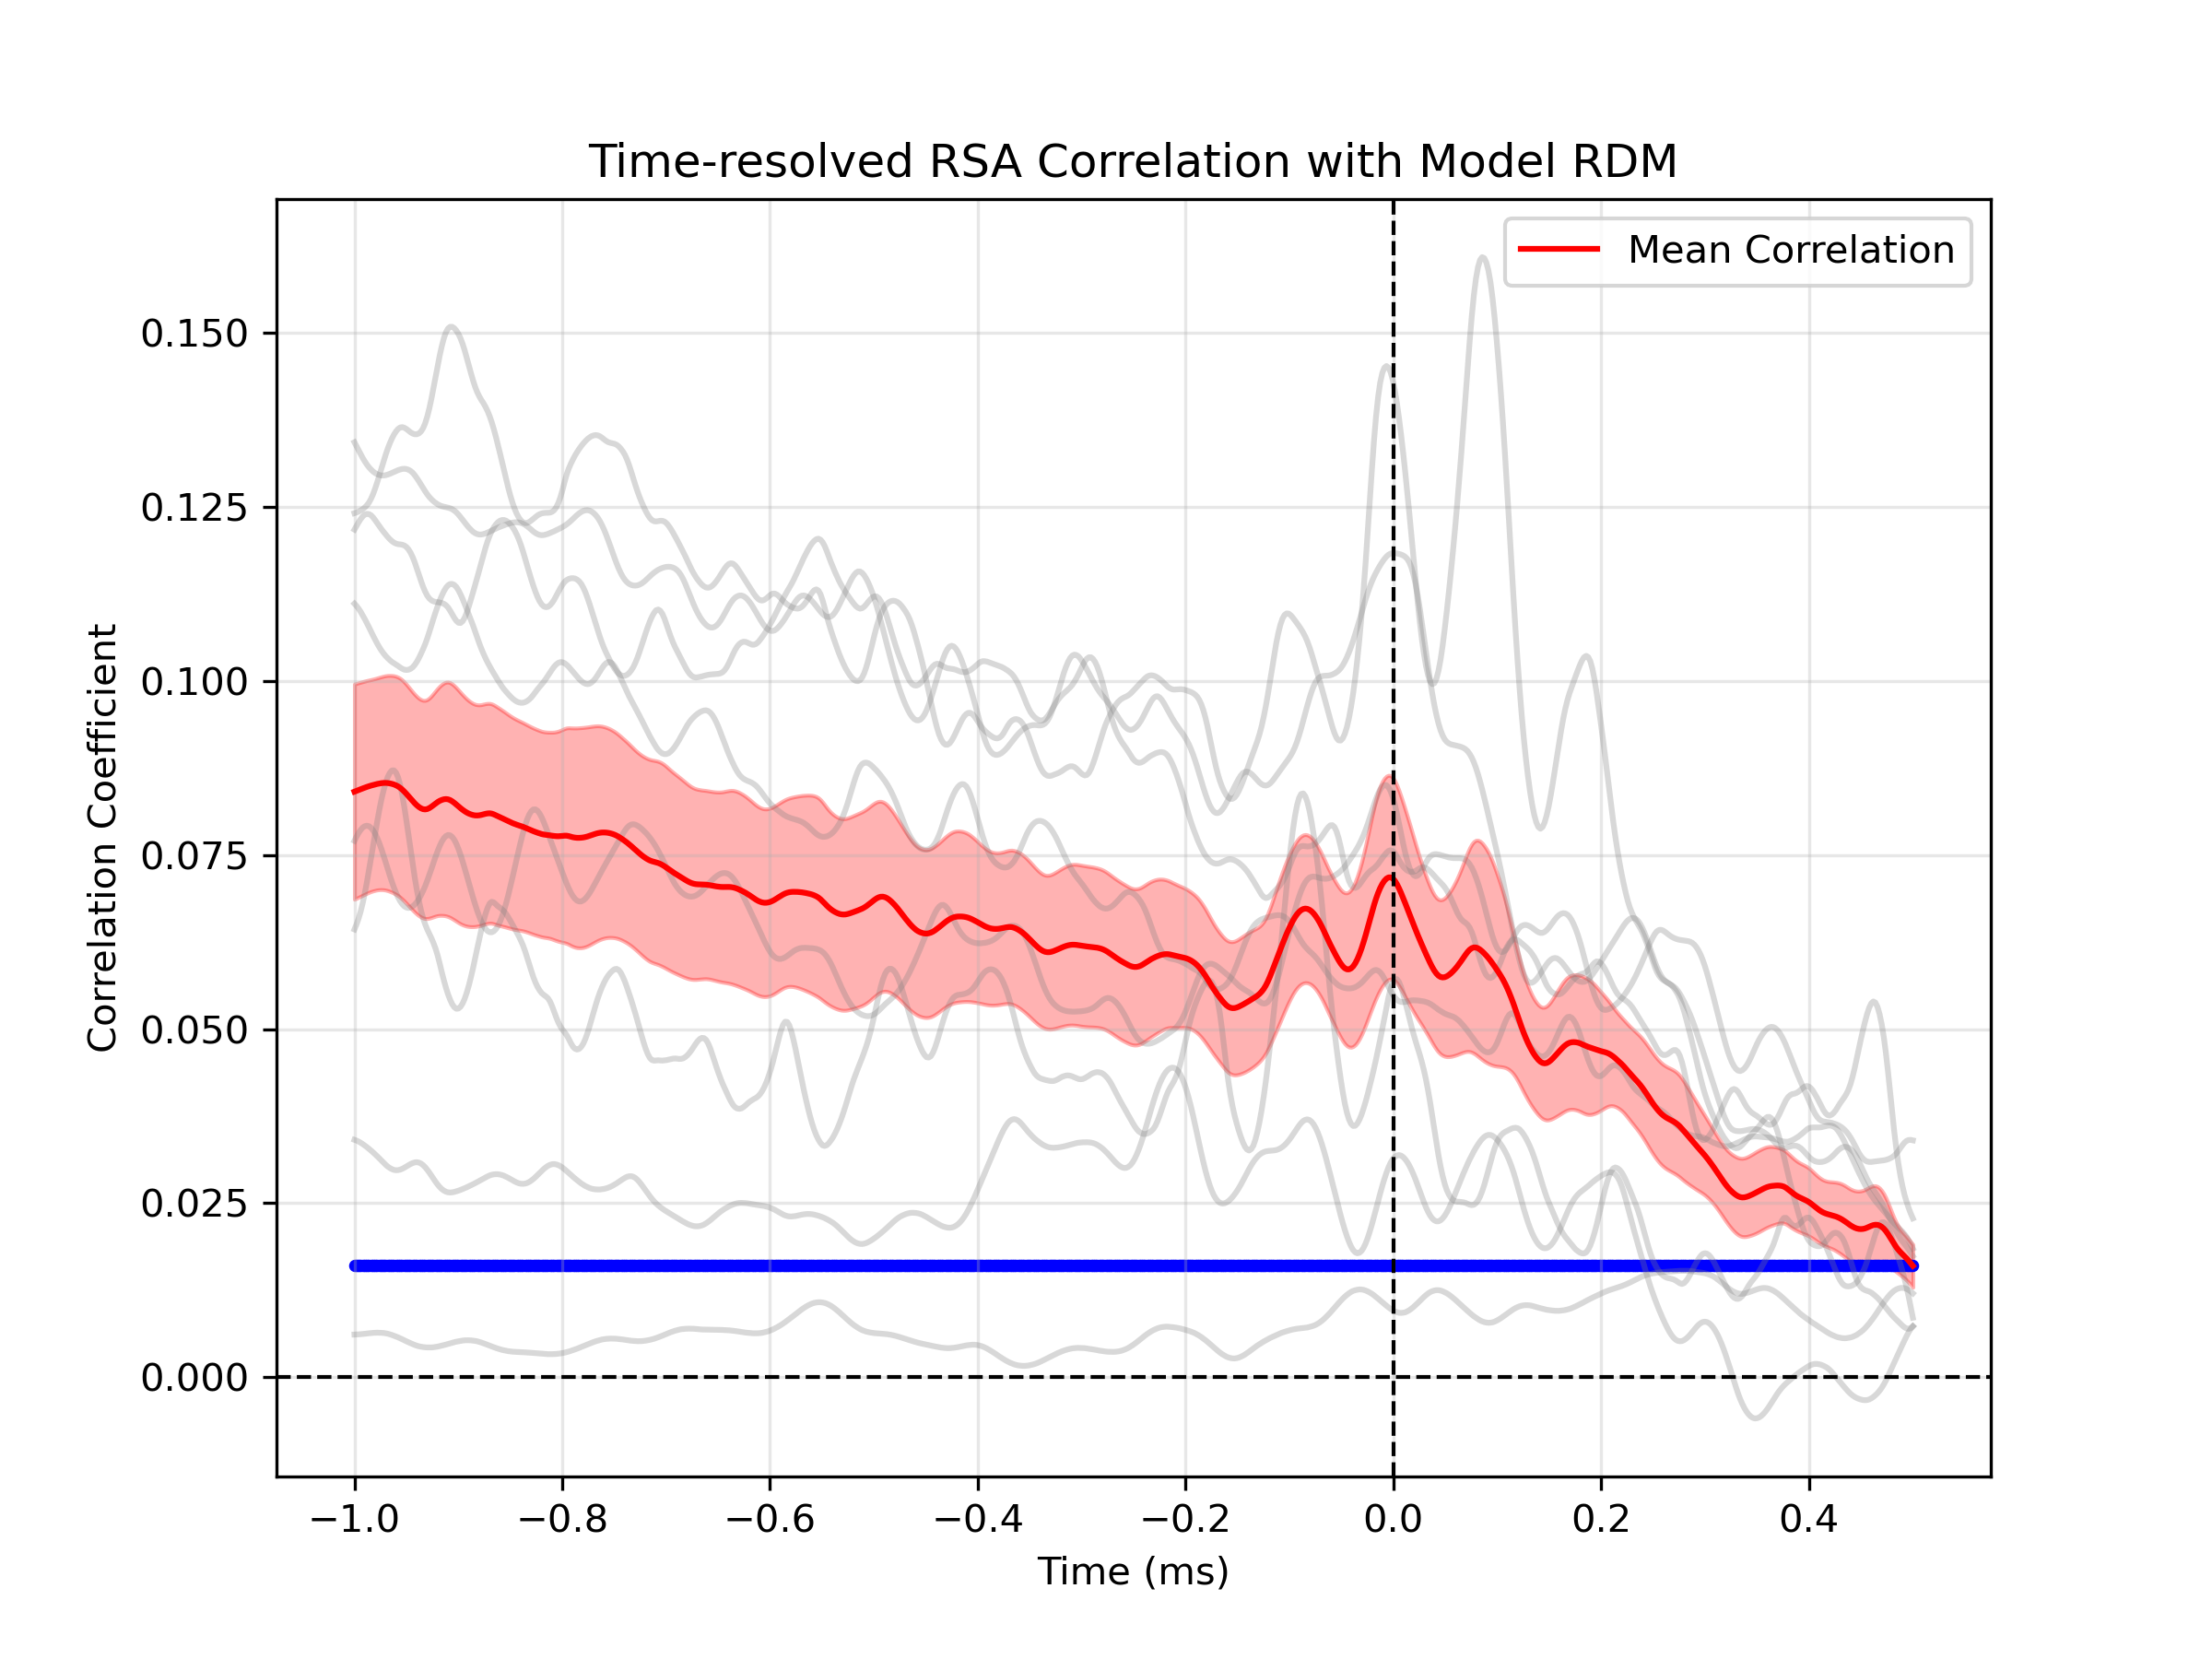 Time-resolved RSA Correlation with Model RDM
Mean Correlation
Correlation Coefficient
0.150
0.125
0.100
0.075
0.050
0.025
0.000
−1.0 −0.8 −0.6 −0.4 −0.2 0.0 0.2 0.4
Time (ms)